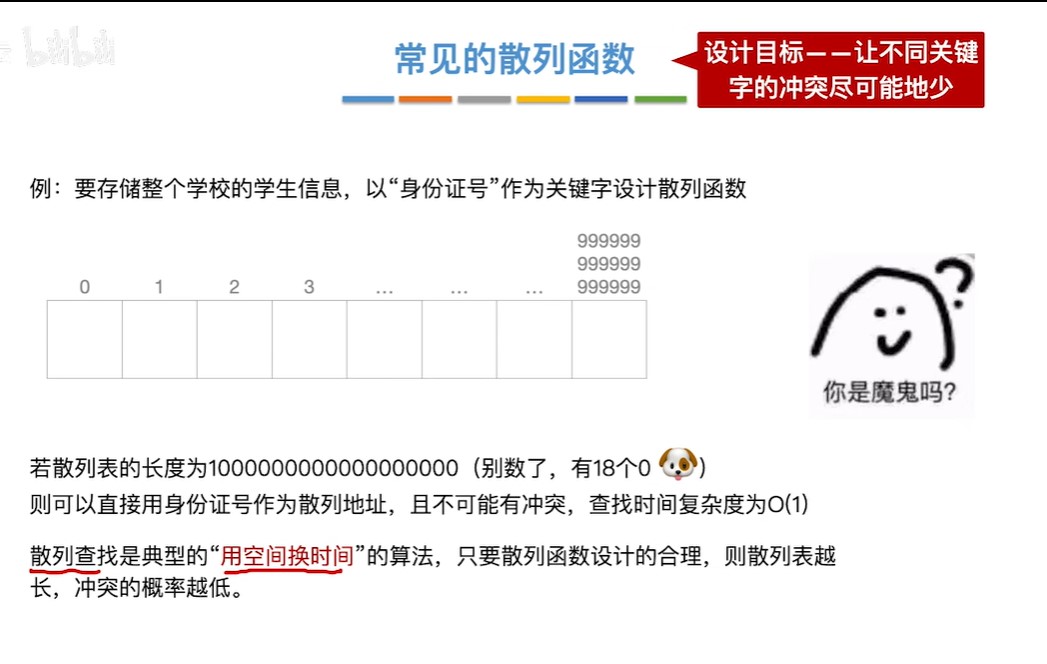 bilibili
常见的散列函数
设计目标——让不同关键
字的冲突尽可能地少
例：要存储整个学校的学生信息，以“身份证号”作为关键字设计散列函数
999999
999999
0 1 2 3 ... ... ... 999999
你是魔鬼吗?
若散列表的长度为1000000000000000000（别数了，有18个0 🐶）
则可以直接用身份证号作为散列地址，且不可能有冲突，查找时间复杂度为O(1)
散列查找是典型的“用空间换时间”的算法，只要散列函数设计的合理，则散列表越
长，冲突的概率越低。